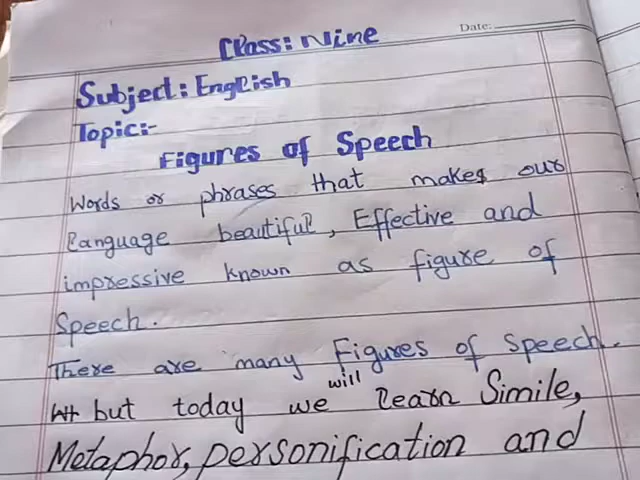 Date:
Class: Nine
Subject: English
Topic:-
Figures of Speech
Words or phrases that makes our
language beautiful, Effective and
impressive known as figure of
Speech.
There are many Figures of speech.
but today we will learn Simile,
Metaphor, personification and